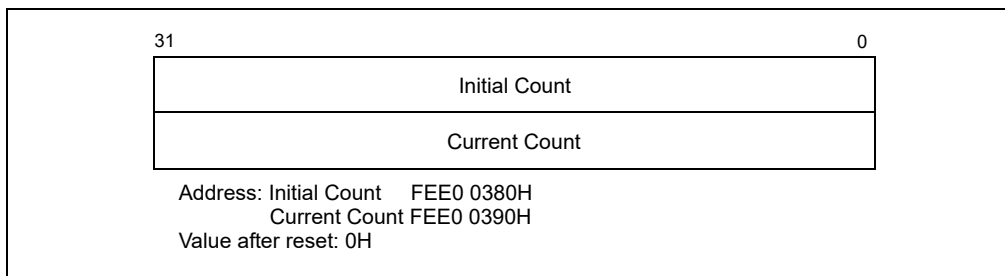 31 0
Initial Count
Current Count
Address: Initial Count FEE0 0380H
Current Count FEE0 0390H
Value after reset: 0H